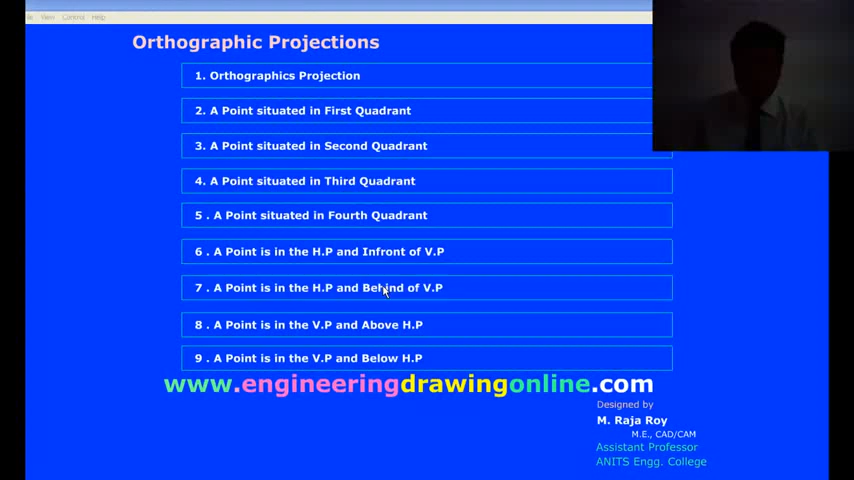 View Control Help
Orthographic Projections
1. Orthographics Projection
2. A Point situated in First Quadrant
3. A Point situated in Second Quadrant
4. A Point situated in Third Quadrant
5 . A Point situated in Fourth Quadrant
6 . A Point is in the H.P and Infront of V.P
7 . A Point is in the H.P and Behind of V.P
8 . A Point is in the V.P and Above H.P
9 . A Point is in the V.P and Below H.P
www.engineeringdrawingonline.com
Designed by
M. Raja Roy
M.E., CAD/CAM
Assistant Professor
ANITS Engg. College